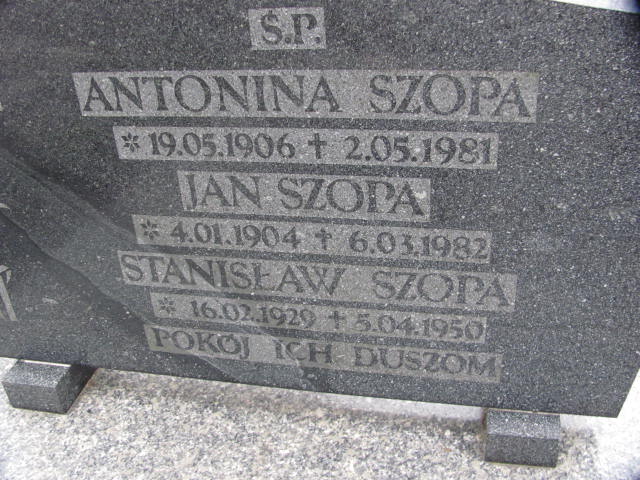 Ś.P.
ANTONINA SZOPA
* 19.05.1906 † 2.05.1981
JAN SZOPA
* 4.01.1904 † 6.03.1982
STANISŁAW SZOPA
* 16.02.1929 † 5.04.1950
POKÓJ ICH DUSZOM